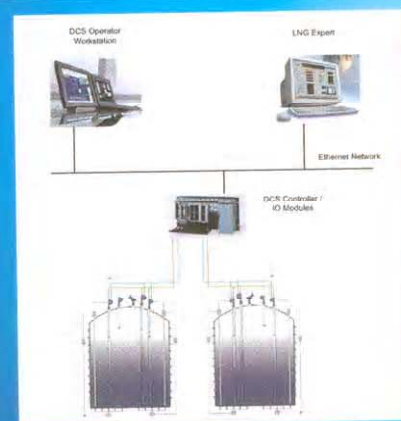 DCS Operator
Workstation
LNG Expert
Ethernet Network
DCS Controller /
IO Modules